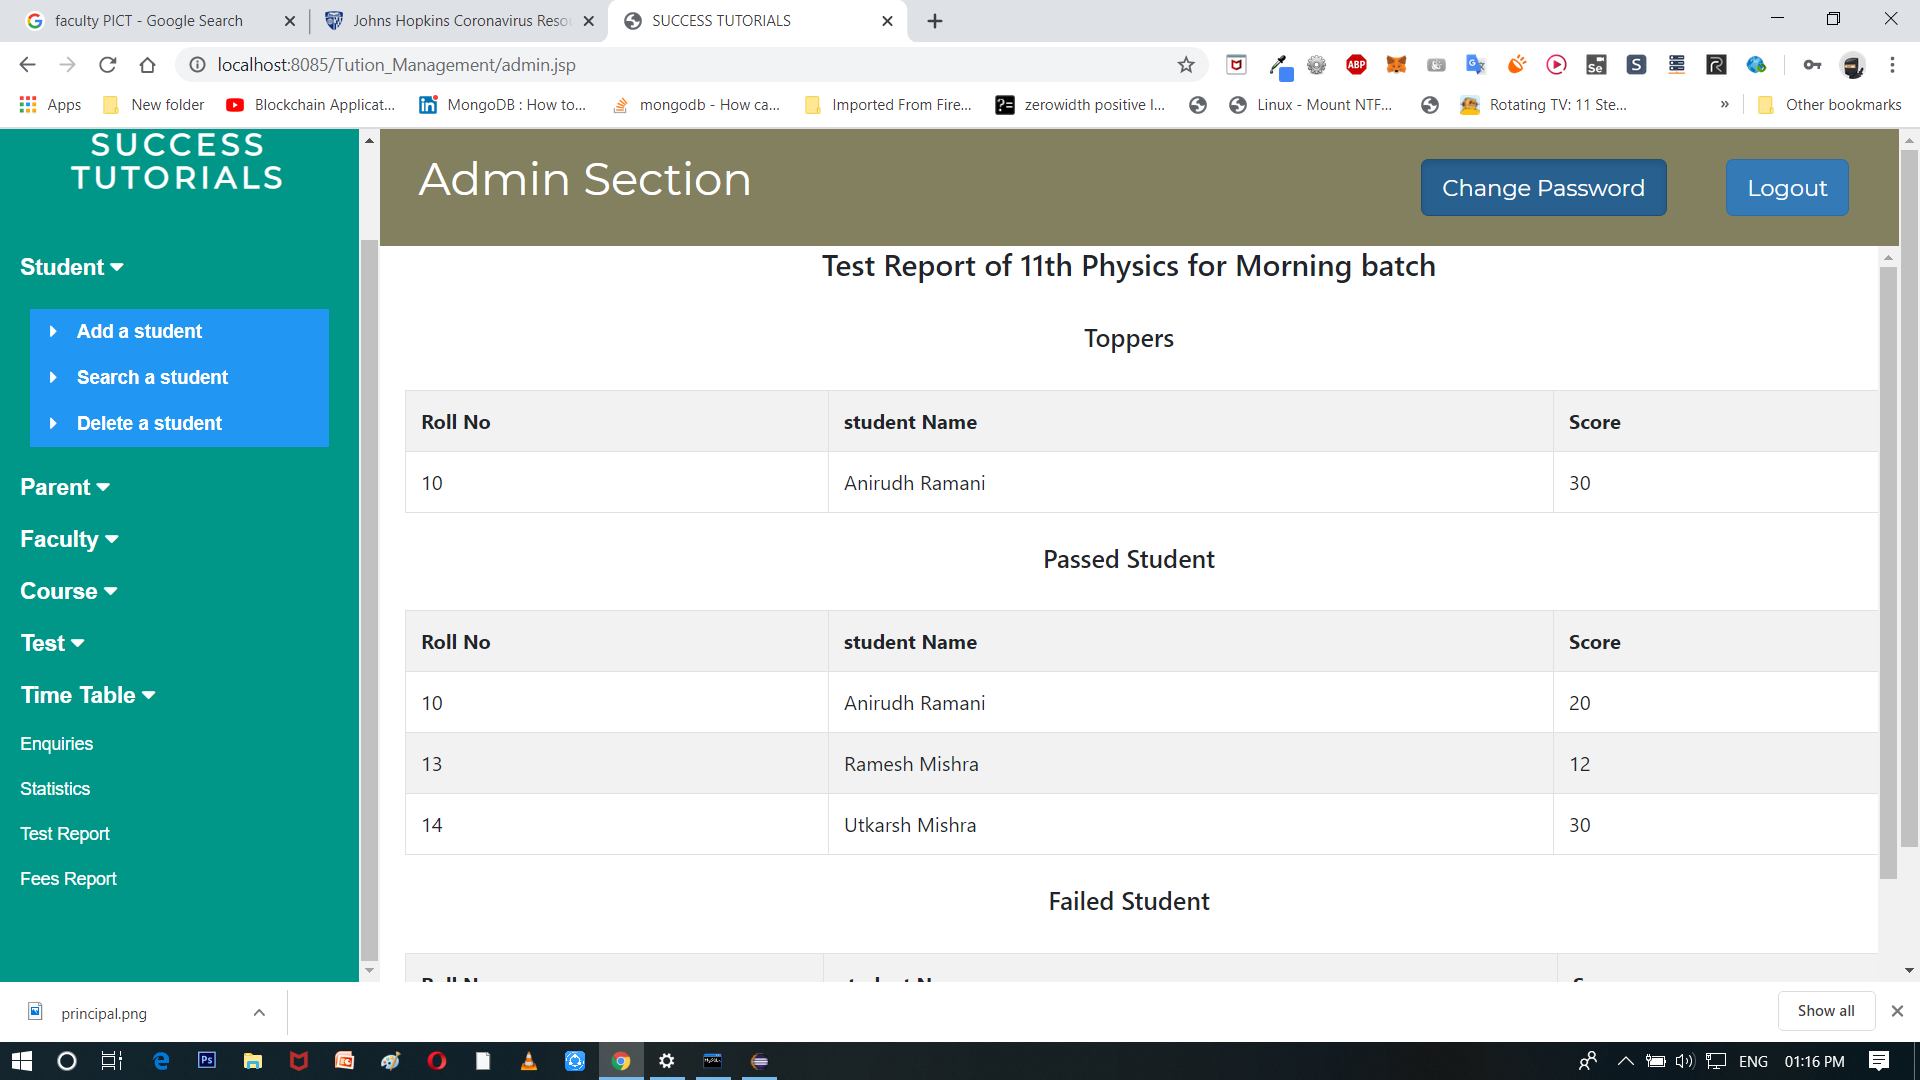 faculty PICT - Google Search
Johns Hopkins Coronavirus Reso
SUCCESS TUTORIALS
localhost:8085/Tution_Management/admin.jsp
Apps
New folder
Blockchain Applicat...
MongoDB : How to...
mongodb - How ca...
Imported From Fire...
zerowidth positive l...
Linux - Mount NTF...
Rotating TV: 11 Ste...
»
Other bookmarks
SUCCESS
TUTORIALS
Student
Add a student
Search a student
Delete a student
Parent
Faculty
Course
Test
Time Table
Enquiries
Statistics
Test Report
Fees Report
Admin Section
Change Password
Logout
Test Report of 11th Physics for Morning batch
Toppers
Roll No student Name Score
10 Anirudh Ramani 30
Passed Student
Roll No student Name Score
10 Anirudh Ramani 20
13 Ramesh Mishra 12
14 Utkarsh Mishra 30
Failed Student
principal.png
Show all
ENG 01:16 PM